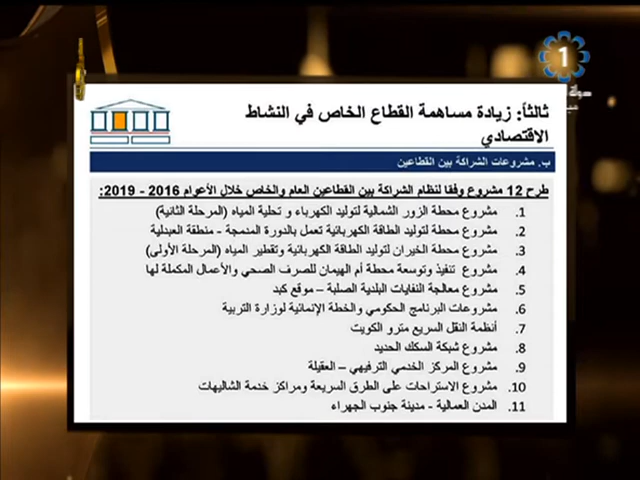 1
ثالثاً: زيادة مساهمة القطاع الخاص في النشاط
الاقتصادي
ب. مشروعات الشراكة بين القطاعين
طرح 12 مشروع وفقا لنظام الشراكة بين القطاعين العام والخاص خلال الأعوام 2016 - 2019:
1. مشروع محطة الزور الشمالية لتوليد الكهرباء و تحلية المياه (المرحلة الثانية)
2. مشروع محطة لتوليد الطاقة الكهربائية تعمل بالدورة المدمجة - منطقة العبدلية
3. مشروع محطة الخيران لتوليد الطاقة الكهربائية وتقطير المياه (المرحلة الأولى)
4. مشروع تنفيذ وتوسعة محطة أم الهيمان للصرف الصحي والأعمال المكملة لها
5. مشروع معالجة النفايات البلدية الصلبة – موقع كبد
6. مشروعات البرنامج الحكومي والخطة الإنمائية لوزارة التربية
7. أنظمة النقل السريع مترو الكويت
8. مشروع شبكة السكك الحديد
9. مشروع المركز الخدمي الترفيهي – العقيلة
10. مشروع الاستراحات على الطرق السريعة ومراكز خدمة الشاليهات
11. المدن العمالية - مدينة جنوب الجهراء